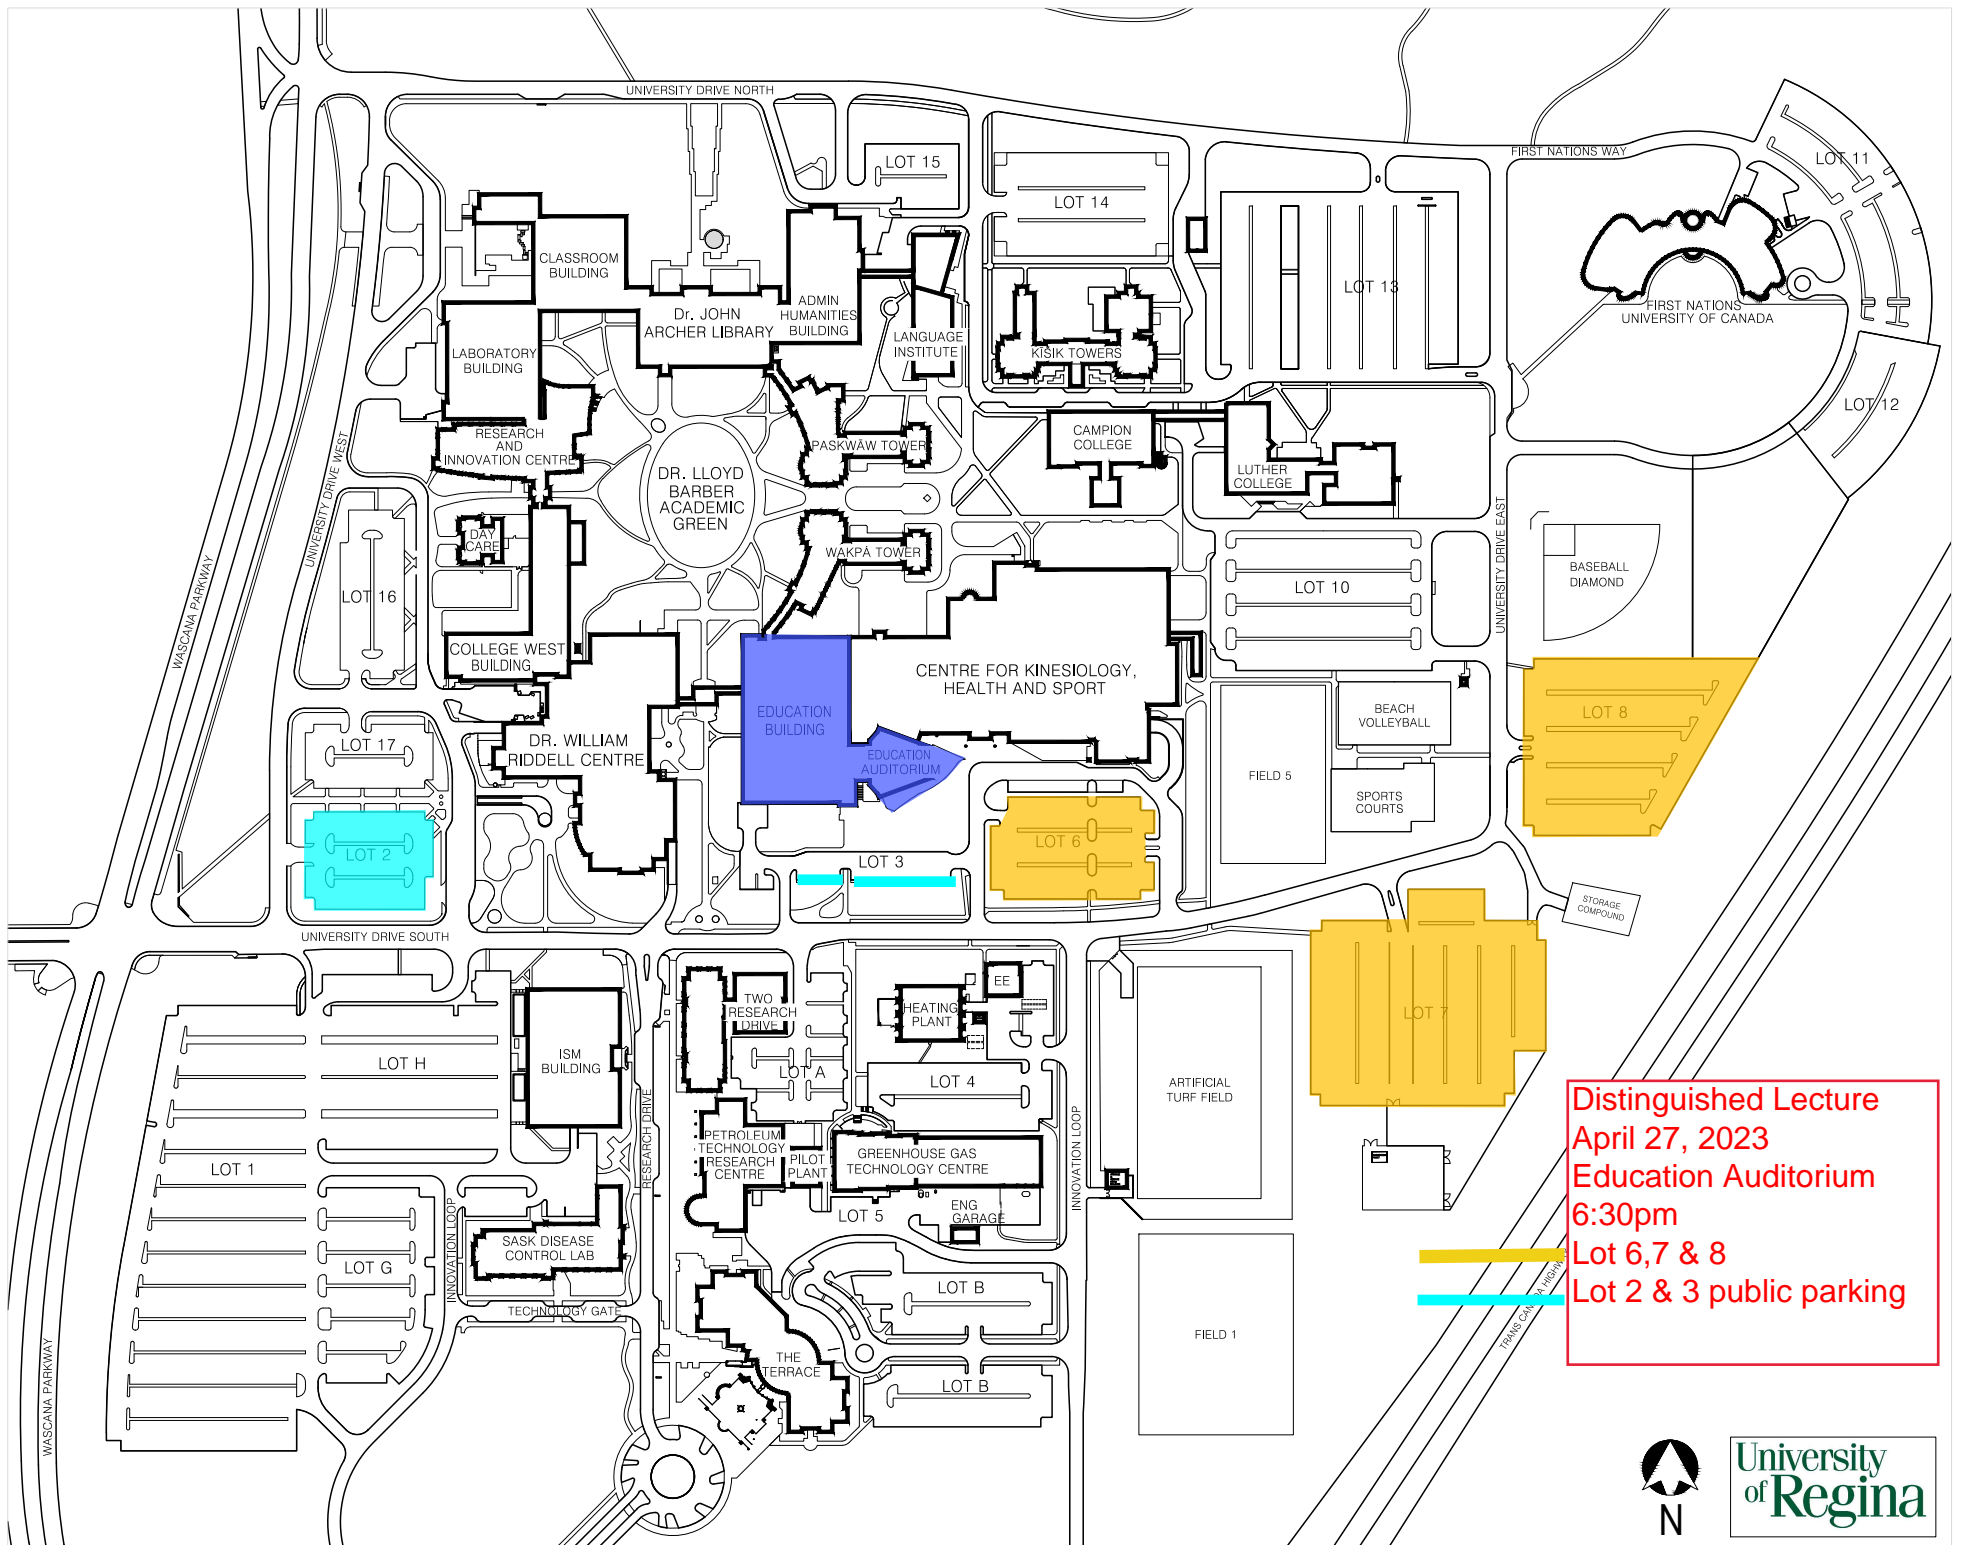 UNIVERSITY DRIVE NORTH
FIRST NATIONS WAY
LOT 15
LOT 11
LOT 14
CLASSROOM
BUILDING
LOT 13
ADMIN
HUMANITIES
BUILDING
Dr. JOHN
ARCHER LIBRARY
FIRST NATIONS
UNIVERSITY OF CANADA
LANGUAGE
INSTITUTE
KĪSIK TOWERS
LABORATORY
BUILDING
LOT 12
RESEARCH
AND
INNOVATION CENTRE
PASKWĀW TOWER
CAMPION
COLLEGE
LUTHER
COLLEGE
DR. LLOYD
BARBER
ACADEMIC
GREEN
UNIVERSITY DRIVE WEST
UNIVERSITY DRIVE EAST
DAY
CARE
WAKPĀ TOWER
BASEBALL
DIAMOND
LOT 16
LOT 10
WASCANA PARKWAY
COLLEGE WEST
BUILDING
CENTRE FOR KINESIOLOGY,
HEALTH AND SPORT
EDUCATION
BUILDING
BEACH
VOLLEYBALL
LOT 8
LOT 17
DR. WILLIAM
RIDDELL CENTRE
EDUCATION
AUDITORIUM
FIELD 5
SPORTS
COURTS
LOT 2
LOT 3
LOT 6
STORAGE
COMPOUND
UNIVERSITY DRIVE SOUTH
TWO
RESEARCH
DRIVE
EE
HEATING
PLANT
LOT 7
ISM
BUILDING
LOT H
LOT A
LOT 4
ARTIFICIAL
TURF FIELD
RESEARCH DRIVE
INNOVATION LOOP
PETROLEUM
TECHNOLOGY
RESEARCH
CENTRE
PILOT
PLANT
GREENHOUSE GAS
TECHNOLOGY CENTRE
LOT 1
LOT 5
ENG
GARAGE
INNOVATION LOOP
SASK DISEASE
CONTROL LAB
LOT G
LOT B
TECHNOLOGY GATE
FIELD 1
THE
TERRACE
LOT B
WASCANA PARKWAY
TRANS CANADA HIGHWAY
Distinguished Lecture
April 27, 2023
Education Auditorium
6:30pm
Lot 6,7 & 8
Lot 2 & 3 public parking
N
University
of Regina